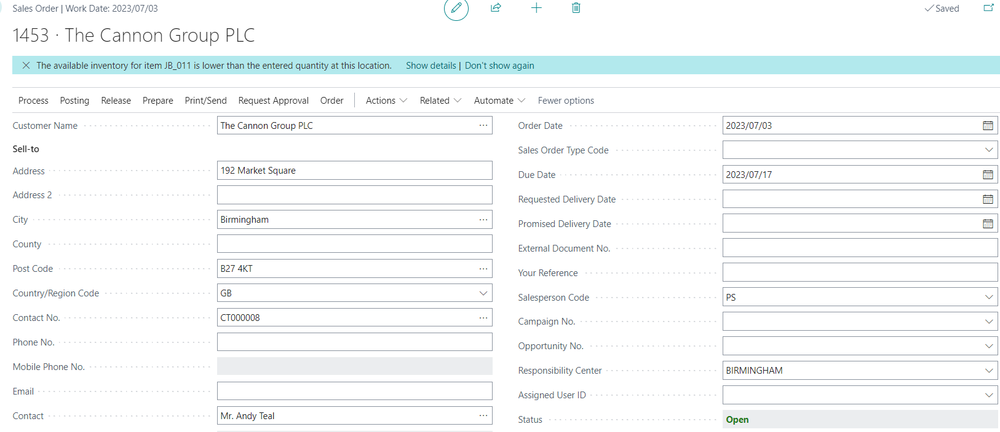 Sales Order | Work Date: 2023/07/03
Saved
1453 · The Cannon Group PLC
The available inventory for item JB_011 is lower than the entered quantity at this location. Show details | Don't show again
Process Posting Release Prepare Print/Send Request Approval Order Actions Related Automate Fewer options
Customer Name The Cannon Group PLC
Sell-to
Address 192 Market Square
Address 2
City Birmingham
County
Post Code B27 4KT
Country/Region Code GB
Contact No. CT000008
Phone No.
Mobile Phone No.
Email
Contact Mr. Andy Teal
Order Date 2023/07/03
Sales Order Type Code
Due Date 2023/07/17
Requested Delivery Date
Promised Delivery Date
External Document No.
Your Reference
Salesperson Code PS
Campaign No.
Opportunity No.
Responsibility Center BIRMINGHAM
Assigned User ID
Status Open